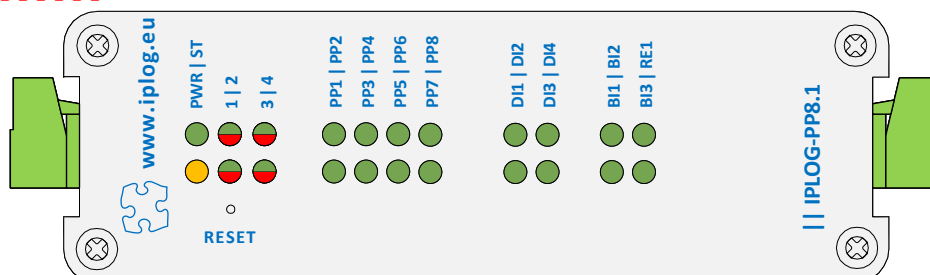 www.iplog.eu
PWR | ST
1 | 2
3 | 4
PP1 | PP2
PP3 | PP4
PP5 | PP6
PP7 | PP8
DI1 | DI2
DI3 | DI4
BI1 | BI2
BI3 | RE1
|| IPLOG-PP8.1
RESET